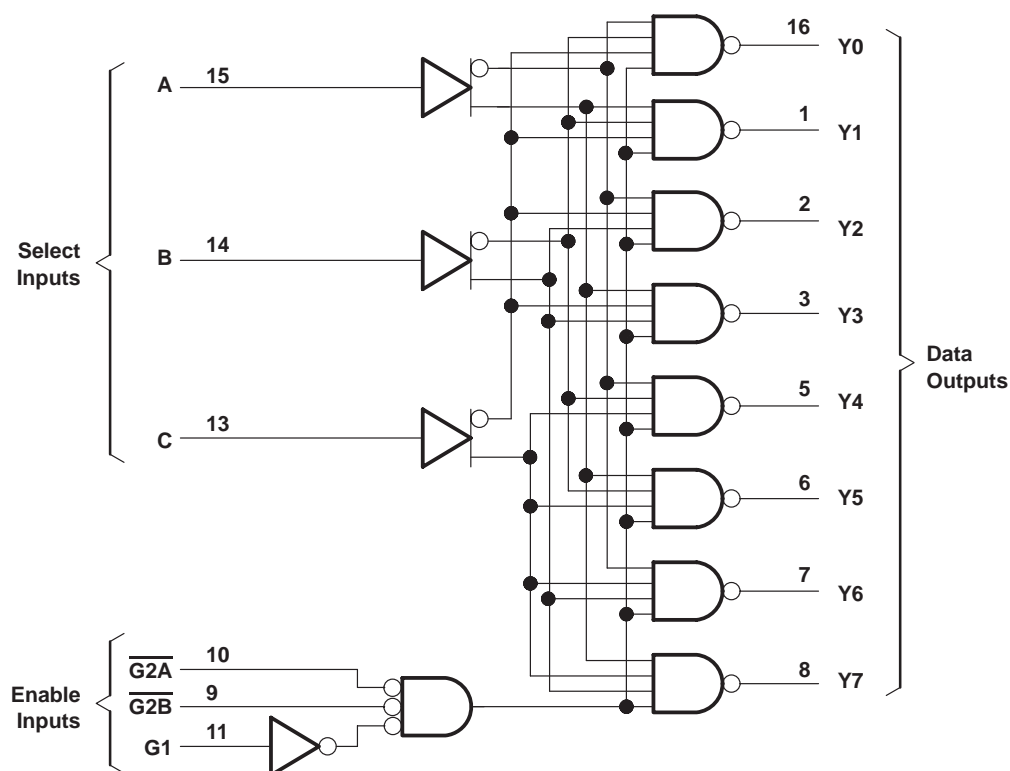 16 Y0
A 15
1 Y1
2 Y2
Select
Inputs
B 14
3 Y3
Data
Outputs
5 Y4
C 13
6 Y5
7 Y6
Enable
Inputs
G2A 10
G2B 9
G1 11
8 Y7